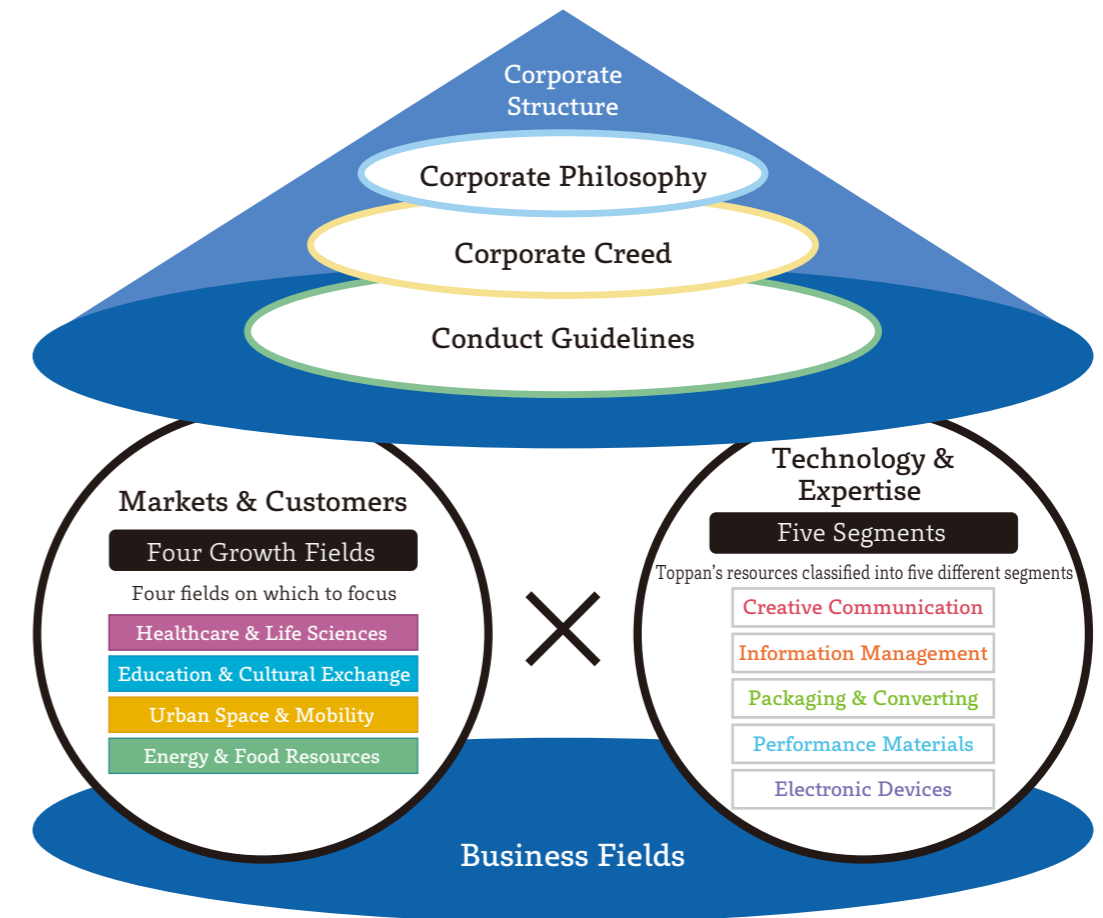 Corporate
Structure
Corporate Philosophy
Corporate Creed
Conduct Guidelines
Markets & Customers
Four Growth Fields
Four fields on which to focus
Healthcare & Life Sciences
Education & Cultural Exchange
Urban Space & Mobility
Energy & Food Resources
Technology &
Expertise
Five Segments
Toppan's resources classified into five different segments
Creative Communication
Information Management
Packaging & Converting
Performance Materials
Electronic Devices
Business Fields